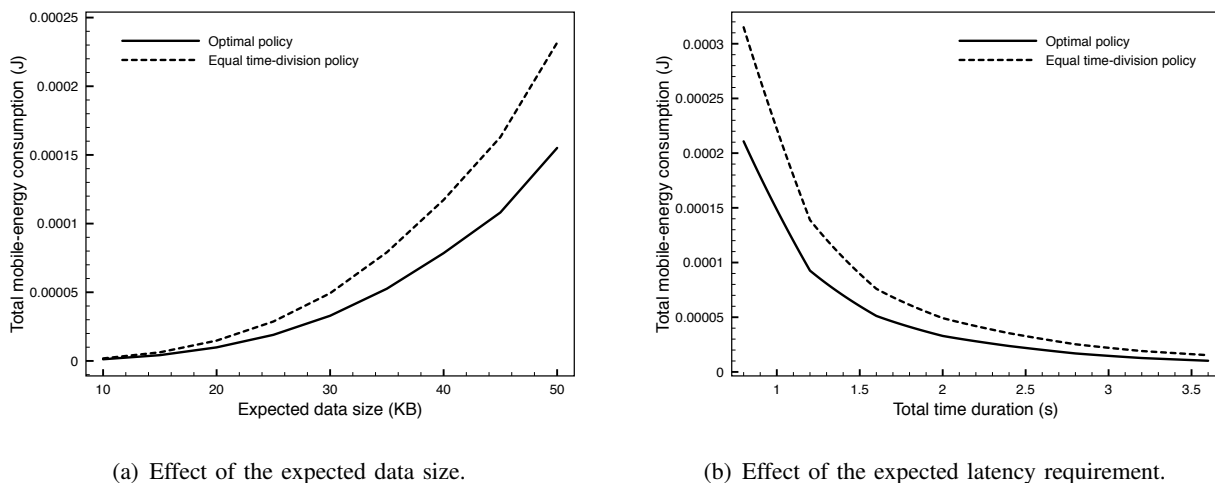 0.00025
0.0002
0.00015
0.0001
0.00005
0
Total mobile-energy consumption (J)
Optimal policy
Equal time-division policy
10
20
30
40
50
Expected data size (KB)
(a) Effect of the expected data size.
0.0003
0.00025
0.0002
0.00015
0.0001
0.00005
0
Total mobile-energy consumption (J)
Optimal policy
Equal time-division policy
1
1.5
2
2.5
3
3.5
Total time duration (s)
(b) Effect of the expected latency requirement.